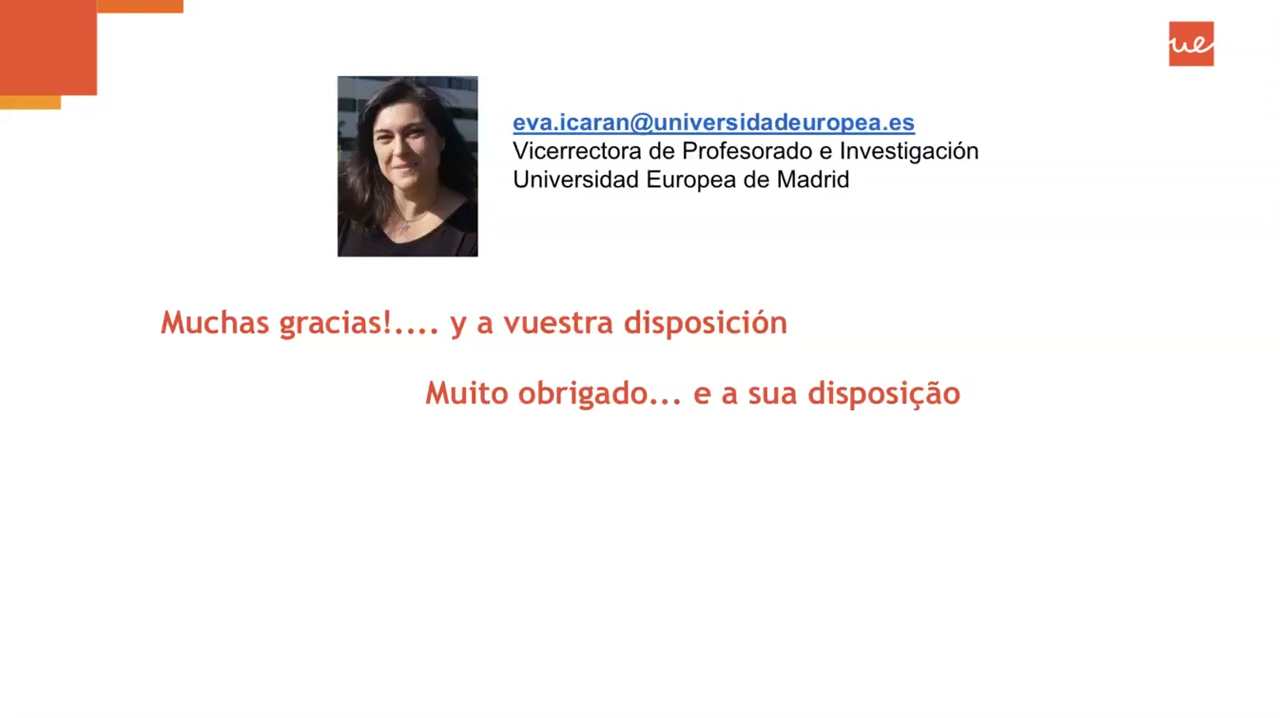 ue
eva.icaran@universidadeuropea.es
Vicerrectora de Profesorado e Investigación
Universidad Europea de Madrid
Muchas gracias!.... y a vuestra disposición
Muito obrigado... e a sua disposição